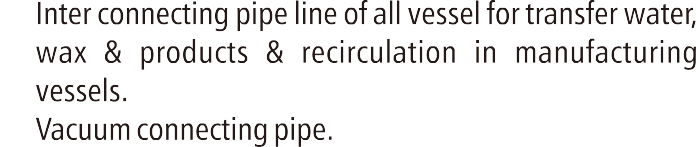 Inter connecting pipe line of all vessel for transfer water,
wax & products & recirculation in manufacturing
vessels.
Vacuum connecting pipe.